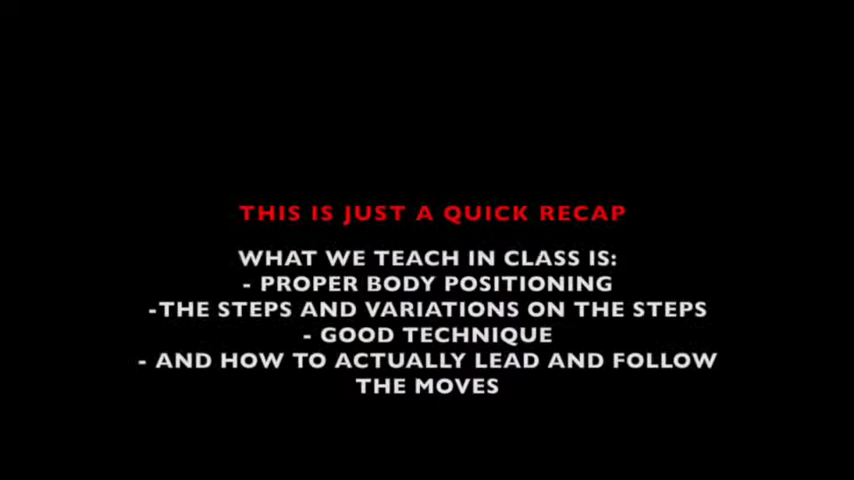 THIS IS JUST A QUICK RECAP
WHAT WE TEACH IN CLASS IS:
- PROPER BODY POSITIONING
-THE STEPS AND VARIATIONS ON THE STEPS
- GOOD TECHNIQUE
- AND HOW TO ACTUALLY LEAD AND FOLLOW
THE MOVES